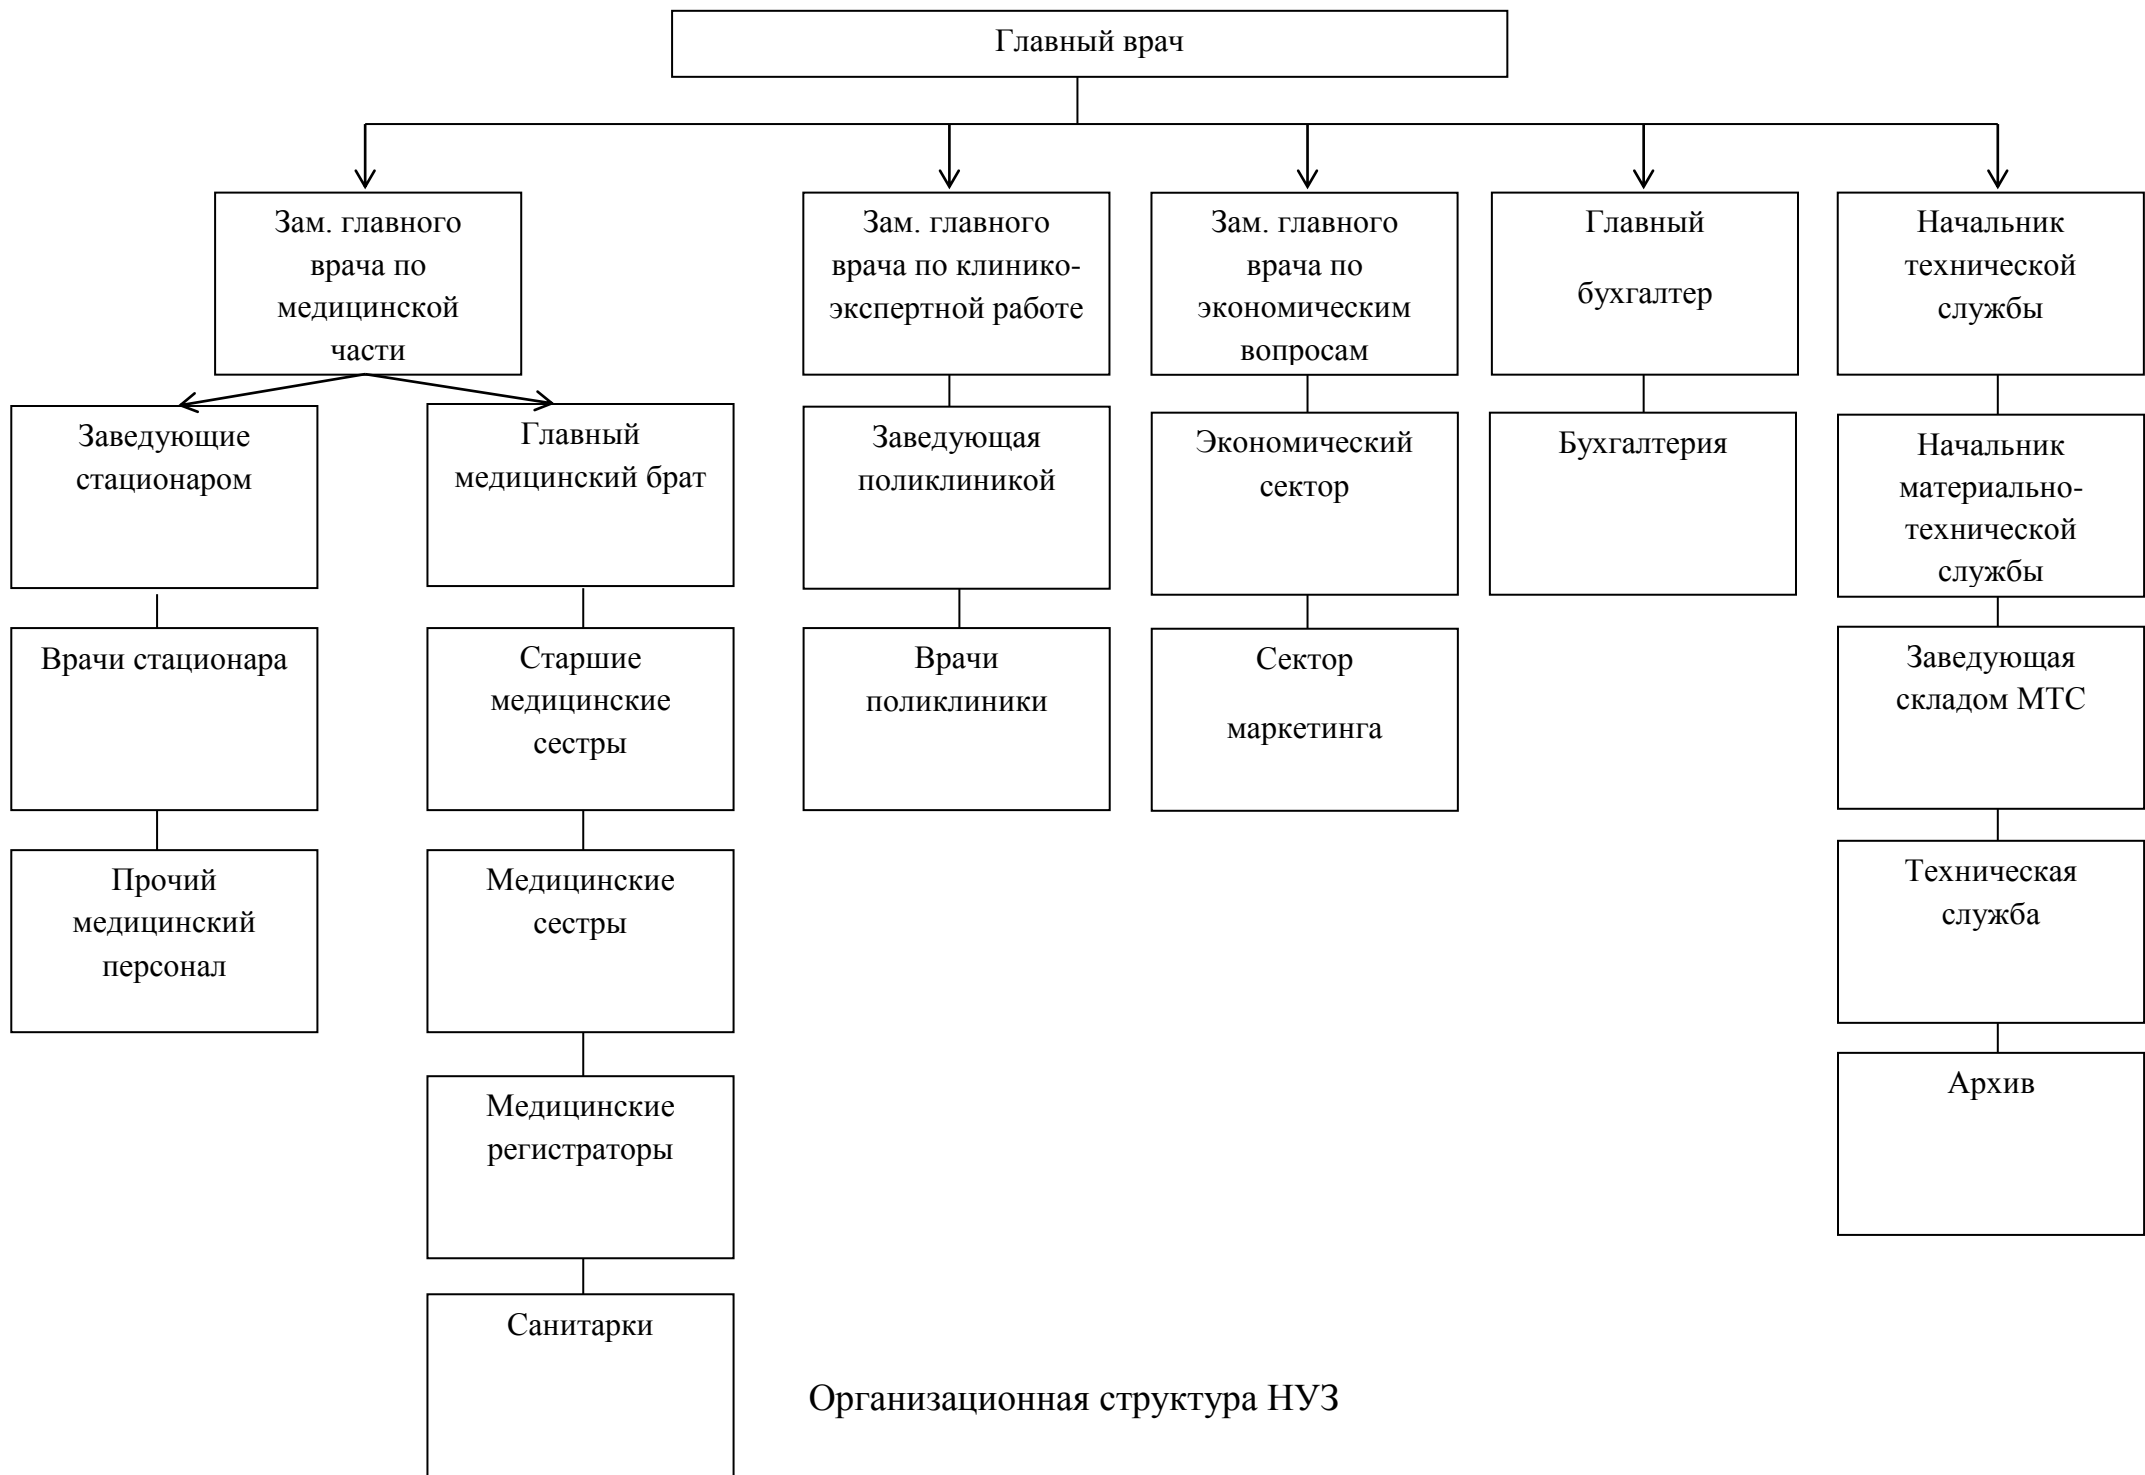 Главный врач
Зам. главного
врача по
медицинской
части
Зам. главного
врача по клинико-
экспертной работе
Зам. главного
врача по
экономическим
вопросам
Главный
бухгалтер
Начальник
технической
службы
Заведующие
стационаром
Главный
медицинский брат
Заведующая
поликлиникой
Экономический
сектор
Бухгалтерия
Начальник
материально-
технической
службы
Врачи стационара
Старшие
медицинские
сестры
Врачи
поликлиники
Сектор
маркетинга
Заведующая
складом МТС
Прочий
медицинский
персонал
Медицинские
сестры
Техническая
служба
Медицинские
регистраторы
Архив
Санитарки
Организационная структура НУЗ